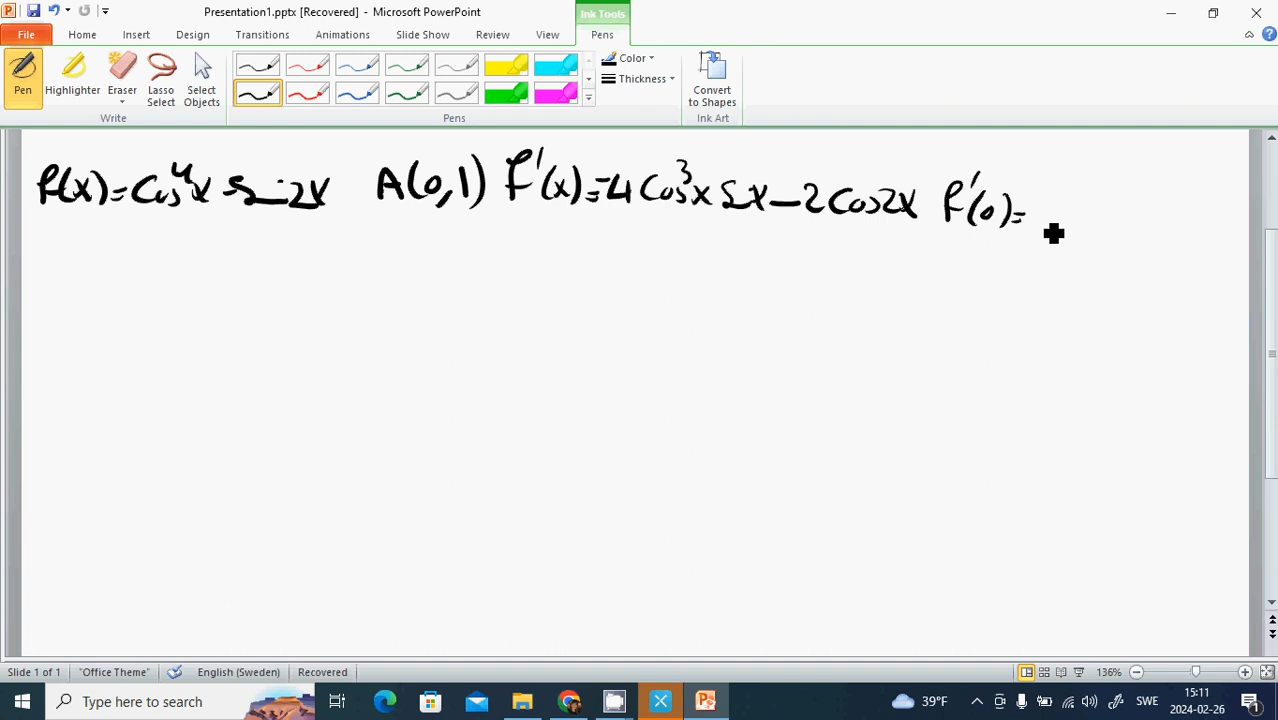 Presentation1.pptx [Recovered] - Microsoft PowerPoint
Ink Tools
File Home Insert Design Transitions Animations Slide Show Review View Pens
Pen Highlighter Eraser Lasso Select Select Objects
Color
Thickness
Convert to Shapes
Write Pens Ink Art
f(x)=cos⁴x - sin2x A(0,1) f'(x)=-4cos³x sinx-2cos2x f'(0)=
Slide 1 of 1 "Office Theme" English (Sweden) Recovered 136%
Type here to search 39°F SWE 15:11
2024-02-26 1